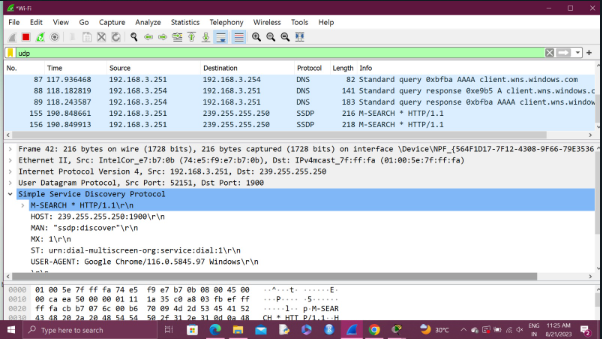 *Wi-Fi
File Edit View Go Capture Analyze Statistics Telephony Wireless Tools Help
udp
No. Time Source Destination Protocol Length Info
87 117.936468 192.168.3.251 192.168.3.254 DNS 82 Standard query 0xbfba AAAA client.wns.windows.com
88 118.182819 192.168.3.254 192.168.3.251 DNS 141 Standard query response 0xe9b5 A client.wns.windows.c
89 118.243587 192.168.3.254 192.168.3.251 DNS 183 Standard query response 0xbfba AAAA client.wns.windows
155 190.849636 192.168.3.251 239.255.255.250 SSDP 216 M-SEARCH * HTTP/1.1
156 190.849913 192.168.3.251 239.255.255.250 SSDP 218 M-SEARCH * HTTP/1.1
Frame 42: 216 bytes on wire (1728 bits), 216 bytes captured (1728 bits) on interface \Device\NPF_{564F1D17-7F12-4308-9F66-79E3536
Ethernet II, Src: IntelCor_e7:b7:0b (74:e5:f9:e7:b7:0b), Dst: IPv4mcast_7f:ff:fa (01:00:5e:7f:ff:fa)
Internet Protocol Version 4, Src: 192.168.3.251, Dst: 239.255.255.250
User Datagram Protocol, Src Port: 52151, Dst Port: 1900
Simple Service Discovery Protocol
M-SEARCH * HTTP/1.1\r\n
HOST: 239.255.255.250:1900\r\n
MAN: "ssdp:discover"\r\n
MX: 1\r\n
ST: urn:dial-multiscreen-org:service:dial:1\r\n
USER-AGENT: Google Chrome/116.0.5845.97 Windows\r\n
\r\n
0000 01 00 5e 7f ff fa 74 e5 f9 e7 b7 0b 08 00 45 00 ··^···t· ······E·
0010 00 ca ea 50 00 00 01 11 1a 35 c0 a8 03 fb ef ff ···P···· ·5······
0020 ff fa cb b7 07 6c 00 b6 70 09 4d 2d 53 45 41 52 ·····l·· p·M-SEAR
0030 43 48 20 2a 20 48 54 54 50 2f 31 2e 31 0d 0a 48 CH * HTT P/1.1··H
Type here to search
30°C
ENG
IN
11:25 AM
8/21/2023